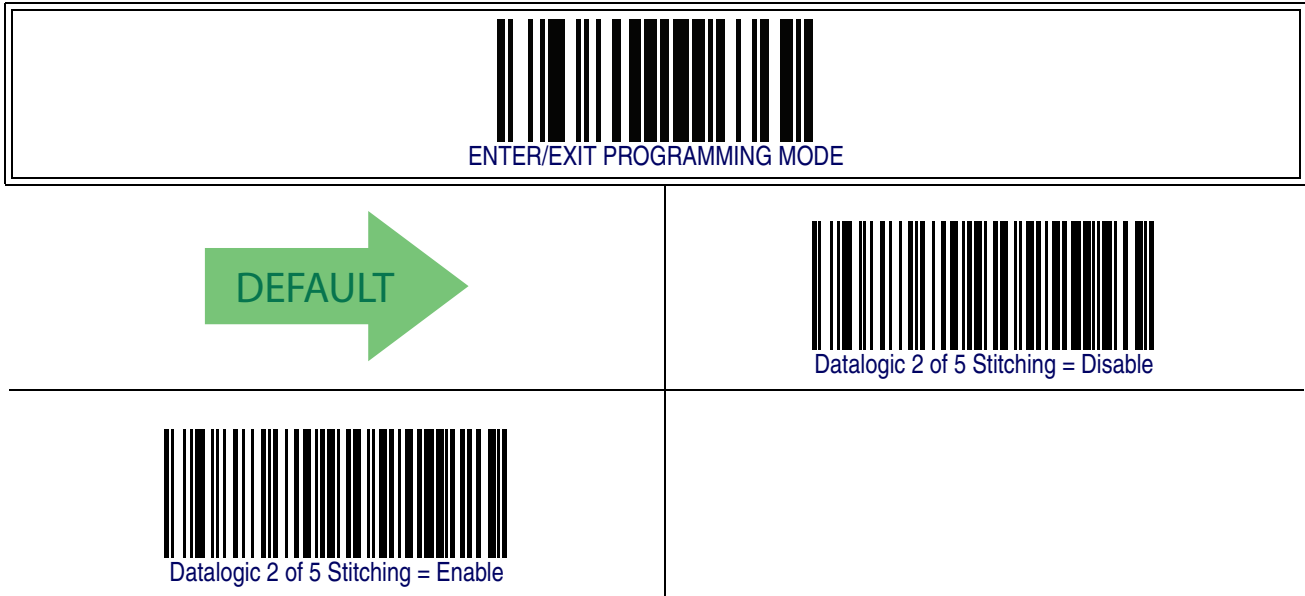 ENTER/EXIT PROGRAMMING MODE
DEFAULT
Datalogic 2 of 5 Stitching = Disable
Datalogic 2 of 5 Stitching = Enable